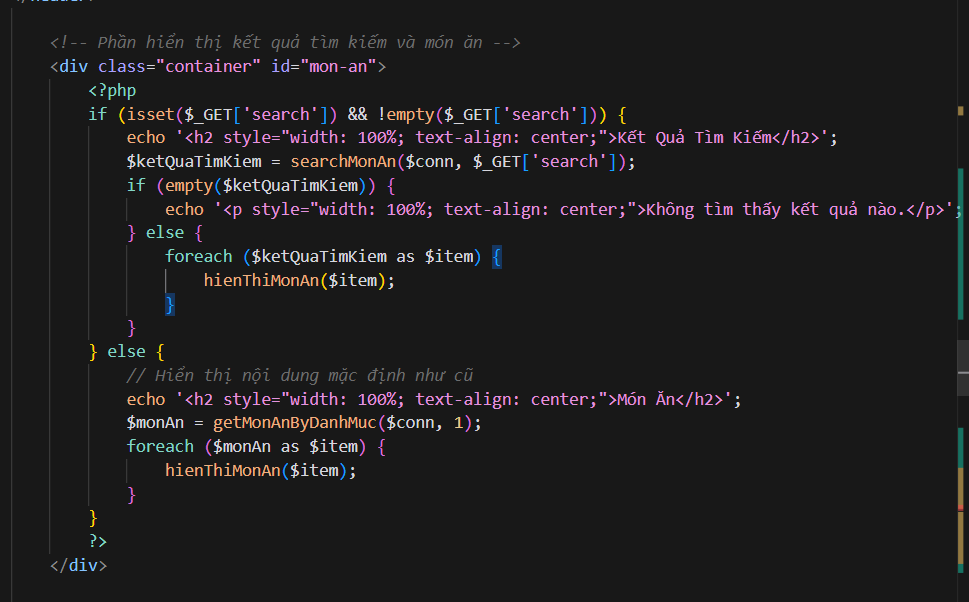 <!-- Phần hiển thị kết quả tìm kiếm và món ăn -->
<div class="container" id="mon-an">
<?php
if (isset($_GET['search']) && !empty($_GET['search'])) {
echo '<h2 style="width: 100%; text-align: center;">Kết Quả Tìm Kiếm</h2>';
$ketQuaTimKiem = searchMonAn($conn, $_GET['search']);
if (empty($ketQuaTimKiem)) {
echo '<p style="width: 100%; text-align: center;">Không tìm thấy kết quả nào.</p>';
} else {
foreach ($ketQuaTimKiem as $item) {
hienThiMonAn($item);
}
}
} else {
// Hiển thị nội dung mặc định như cũ
echo '<h2 style="width: 100%; text-align: center;">Món Ăn</h2>';
$monAn = getMonAnByDanhMuc($conn, 1);
foreach ($monAn as $item) {
hienThiMonAn($item);
}
}
?>
</div>